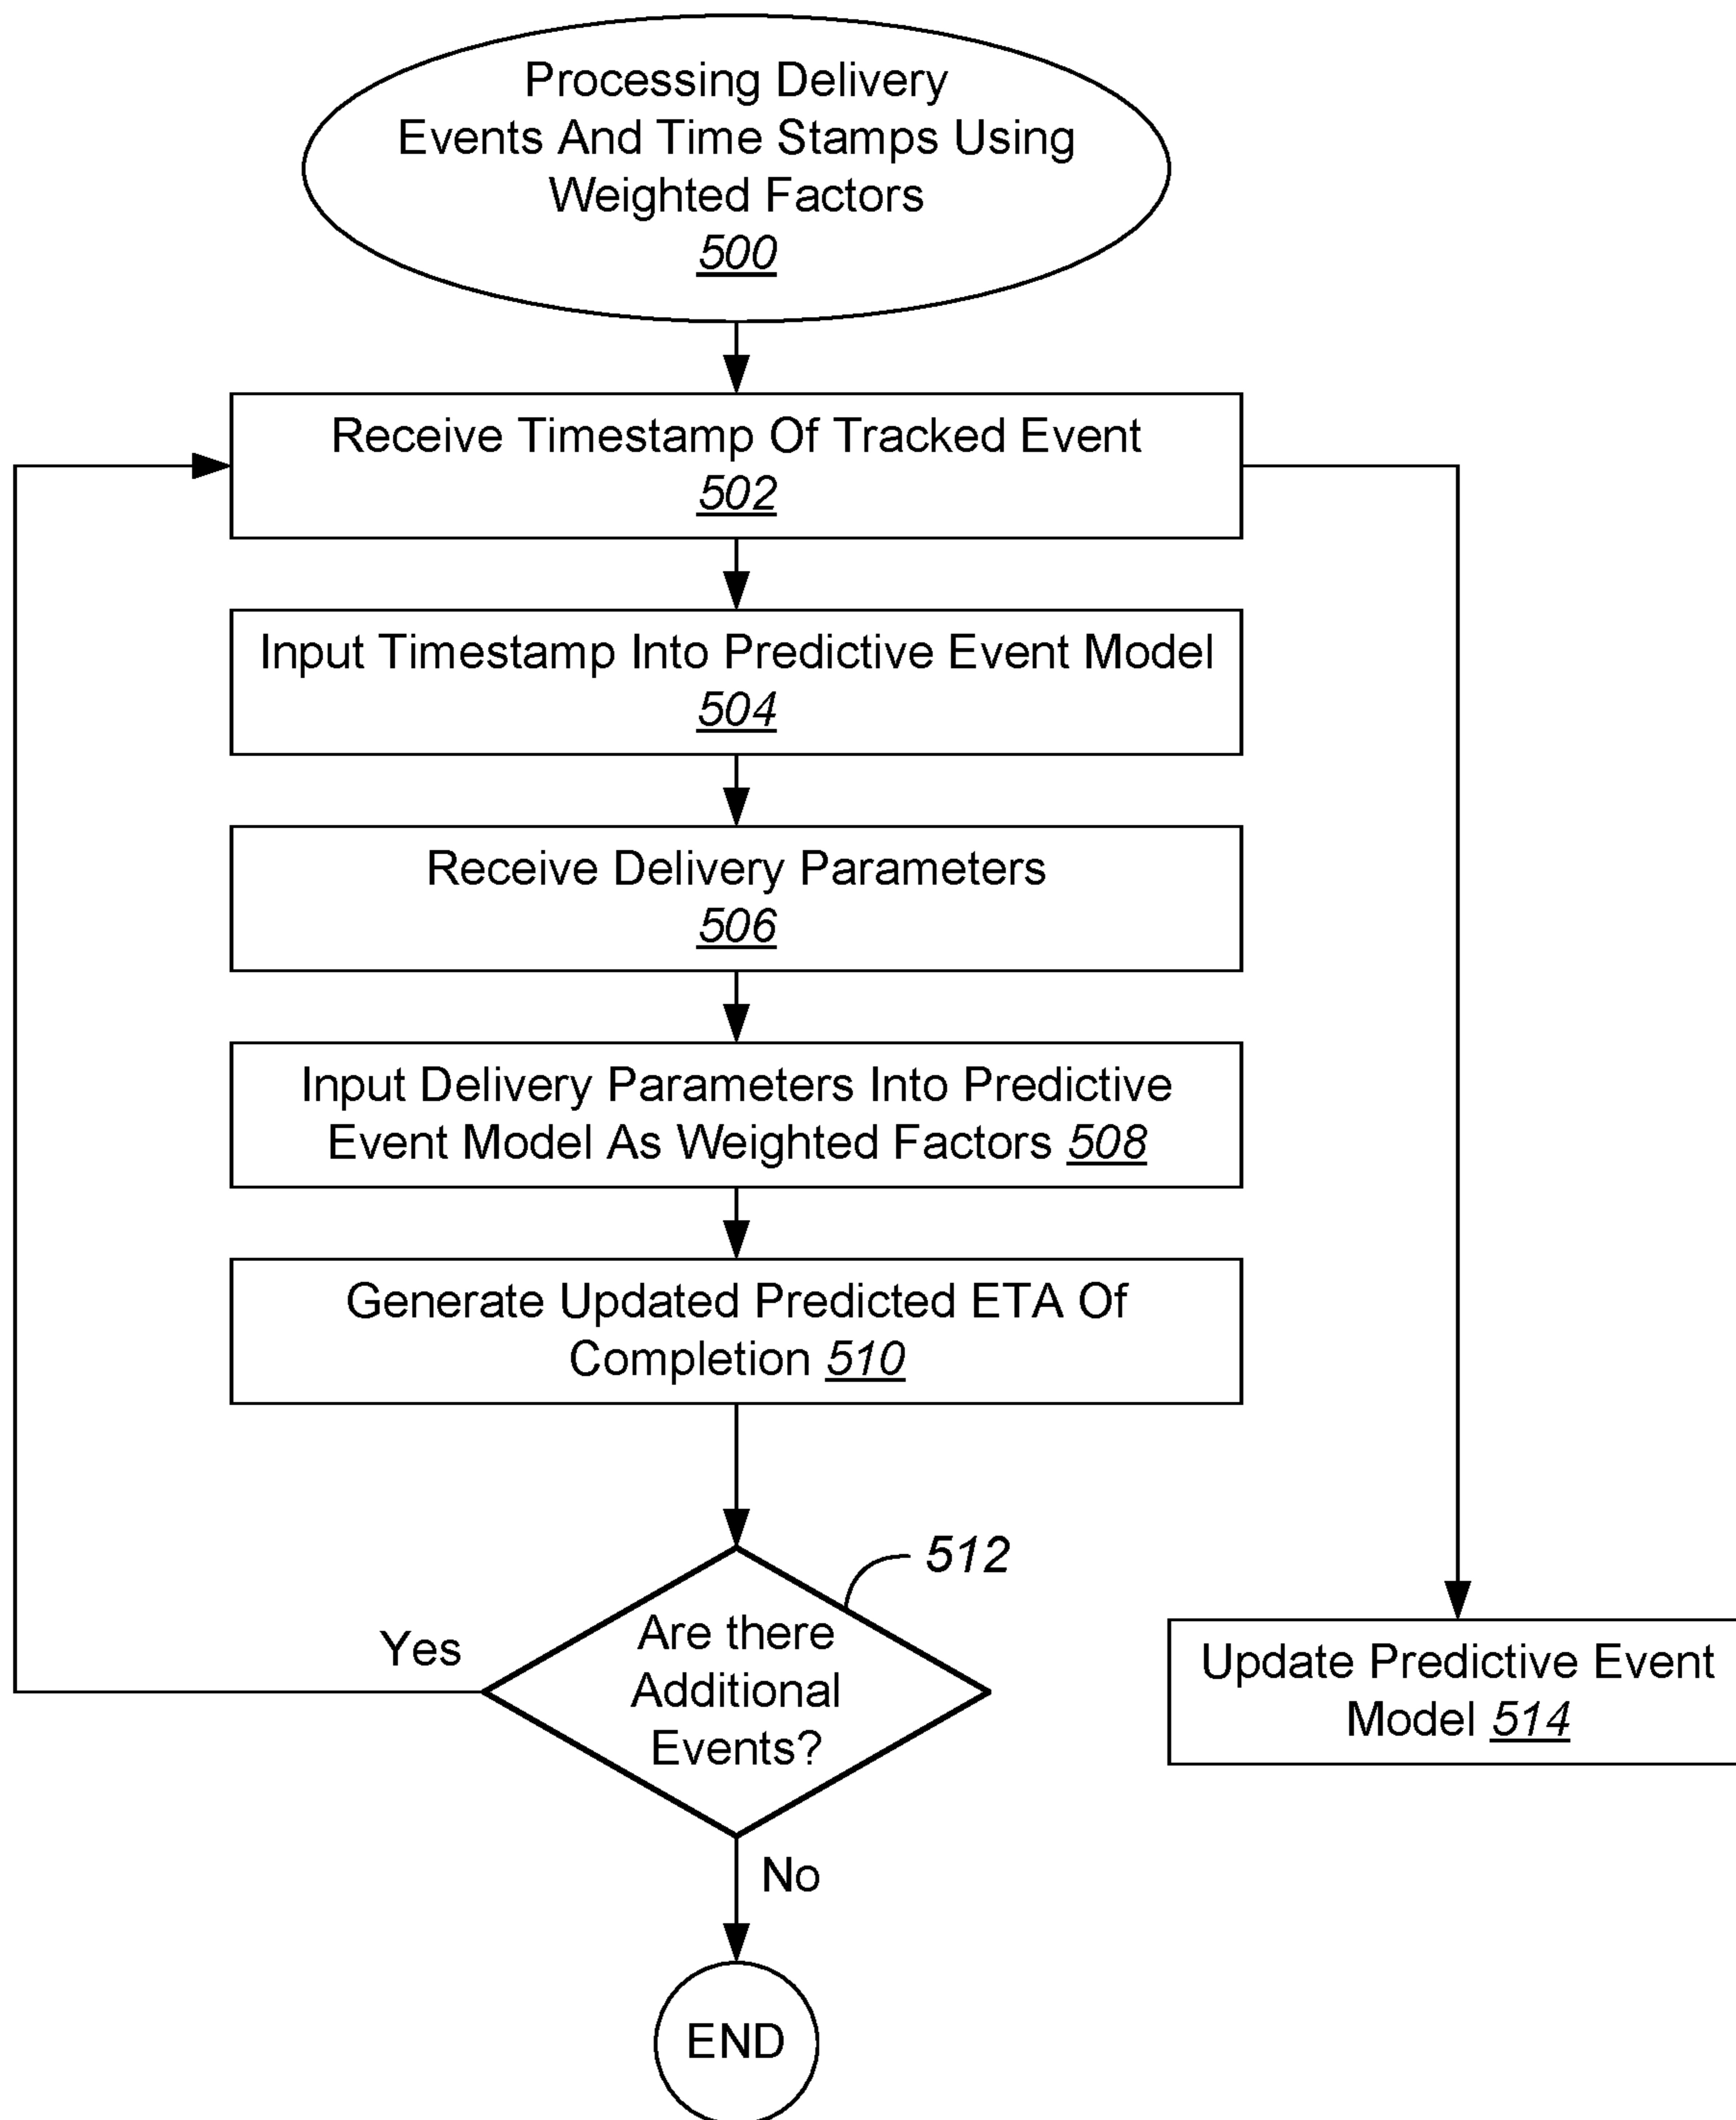 Processing Delivery
Events And Time Stamps Using
Weighted Factors
500
Receive Timestamp Of Tracked Event
502
Input Timestamp Into Predictive Event Model
504
Receive Delivery Parameters
506
Input Delivery Parameters Into Predictive
Event Model As Weighted Factors 508
Generate Updated Predicted ETA Of
Completion 510
512
Are there
Additional
Events?
Yes
No
Update Predictive Event
Model 514
END